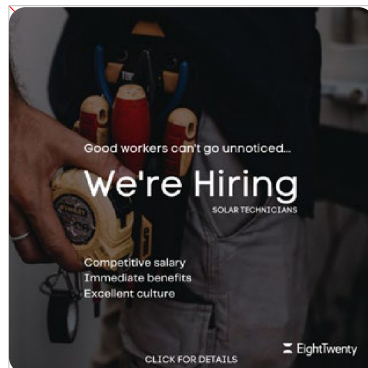 Good workers can't go unnoticed...
We're Hiring
SOLAR TECHNICIANS
Competitive salary
Immediate benefits
Excellent culture
EightTwenty
CLICK FOR DETAILS